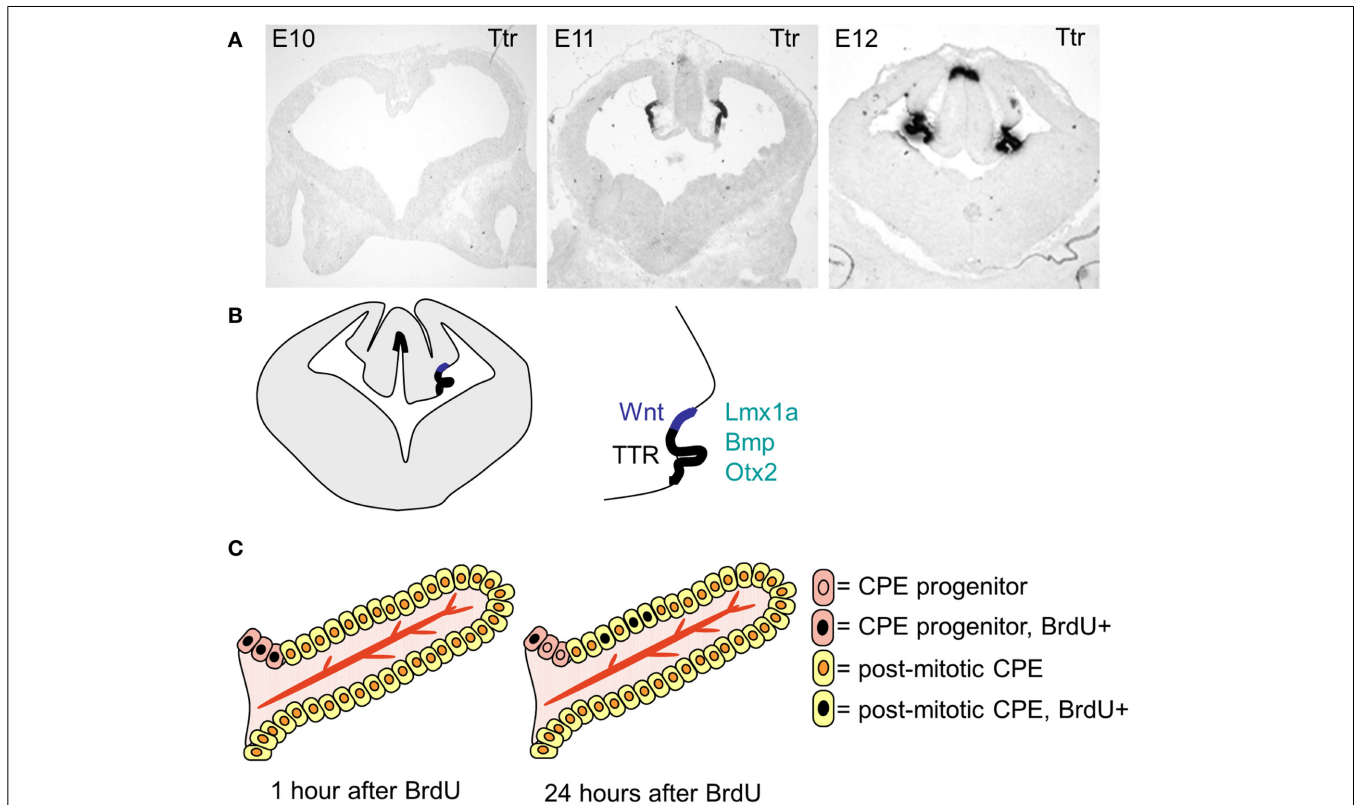 A
E10 Ttr
E11 Ttr
E12 Ttr
B
Wnt
TTR
Lmx1a
Bmp
Otx2
C
= CPE progenitor
= CPE progenitor, BrdU+
= post-mitotic CPE
= post-mitotic CPE, BrdU+
1 hour after BrdU
24 hours after BrdU